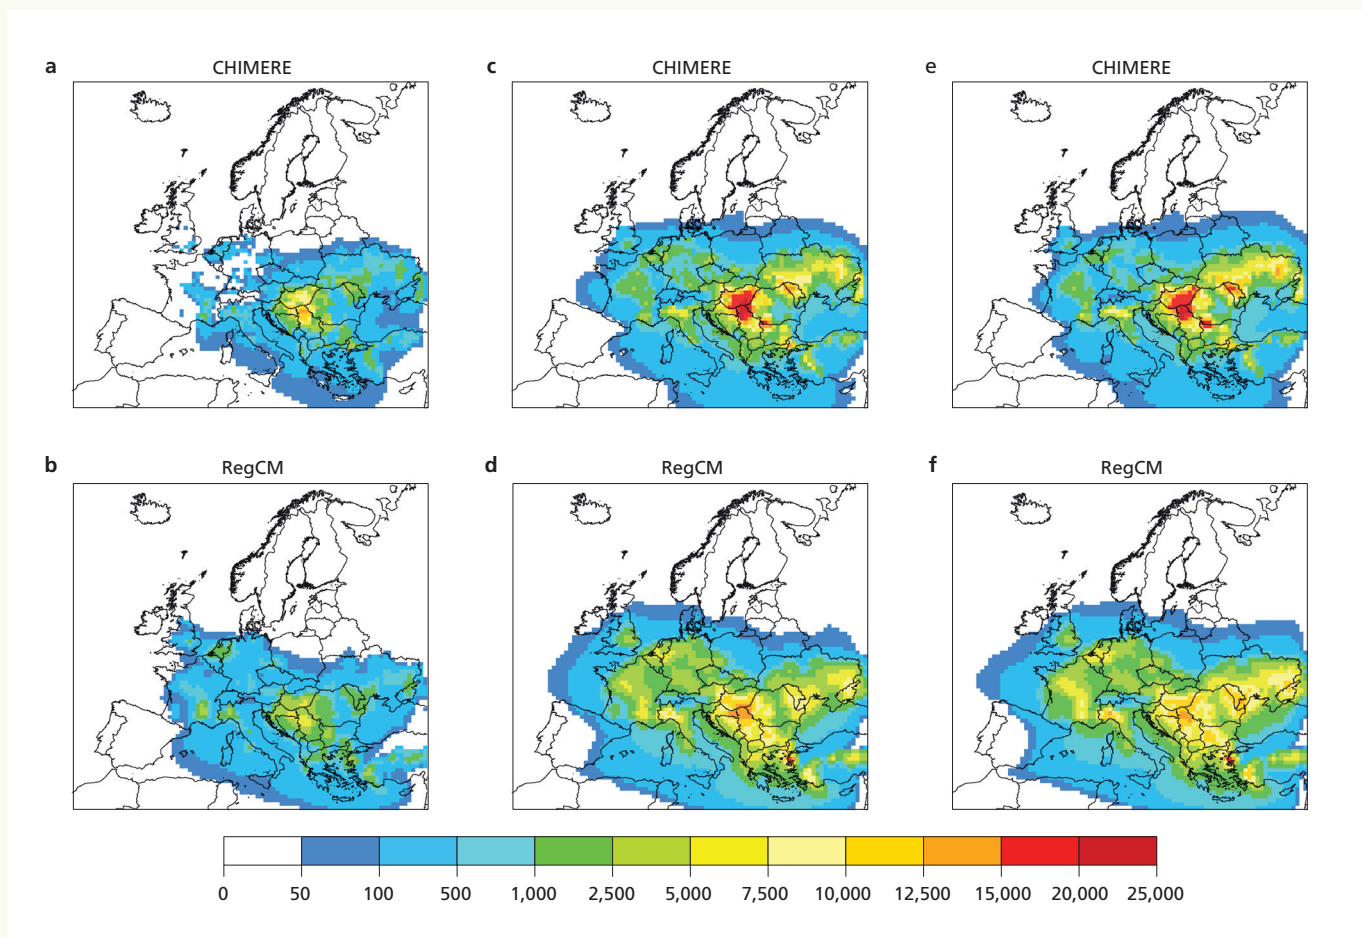 a CHIMERE
c CHIMERE
e CHIMERE
b RegCM
d RegCM
f RegCM
0 50 100 500 1,000 2,500 5,000 7,500 10,000 12,500 15,000 20,000 25,000